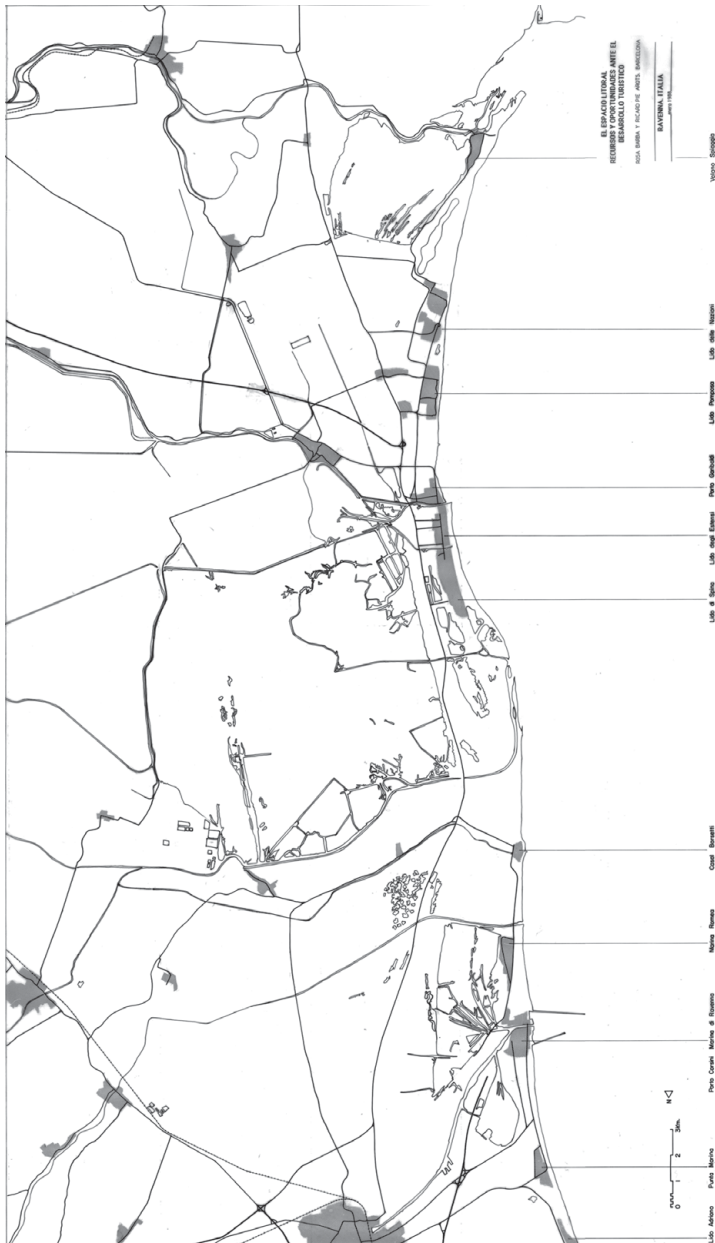 EL ESPACIO LITORAL
RECURSOS Y OPORTUNIDADES ANTE EL
DESARROLLO TURISTICO
ROSA BARBA Y RICARD PIE ARQTS. BARCELONA
RAVENNA. ITALIA
Volano Spiaggia
Lido delle Nazioni
Lido Pomposa
Porto Garibaldi
Lido degli Estensi
Lido di Spina
Casal Borsetti
Marina Romea
Porto Corsini Marina di Ravenna
Punta Marina
Lido Adriano
N
0 1 2 3Km.